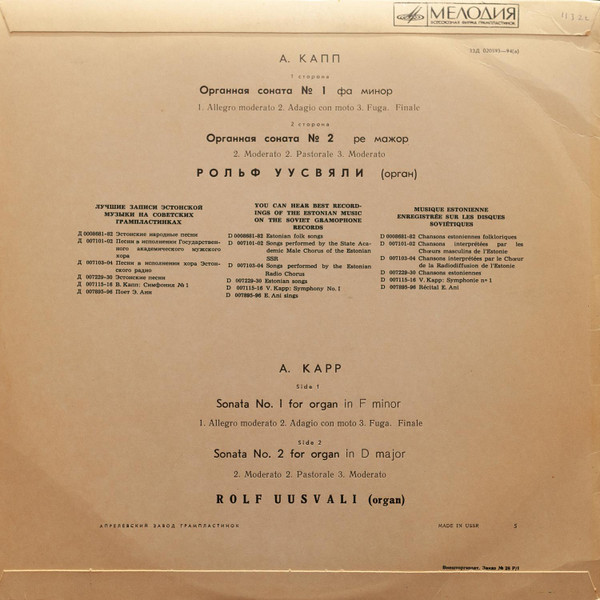 МЕЛОДИЯ
ВСЕСОЮЗНАЯ ФИРМА ГРАМПЛАСТИНОК
33Д 020593—94(а)
А. КАПП
1 сторона
Органная соната № 1 фа минор
1. Allegro moderato 2. Adagio con moto 3. Fuga. Finale
2 сторона
Органная соната № 2 ре мажор
2. Moderato 2. Pastorale 3. Moderato
РОЛЬФ УУСВЯЛИ (орган)
ЛУЧШИЕ ЗАПИСИ ЭСТОНСКОЙ
МУЗЫКИ НА СОВЕТСКИХ
ГРАМПЛАСТИНКАХ
Д 0006681-82 Эстонские народные песни
Д 007101-02 Песни в исполнении Государствен-
ного академического мужского
хора
Д 007103-04 Песни в исполнении хора Эстон-
ского радио
Д 007229-30 Эстонские песни
Д 007115-16 В. Капп: Симфония № 1
Д 007895-96 Поет Э. Ани
YOU CAN HEAR BEST RECORD-
INGS OF THE ESTONIAN MUSIC
ON THE SOVIET GRAMOPHONE
RECORDS
D 0006681-82 Estonian folk songs
D 007101-02 Songs performed by the State Aca-
demic Male Chorus of the Estonian
SSR
D 007103-04 Songs performed by the Estonian
Radio Chorus
D 007229-30 Estonian songs
D 007115-16 V. Kapp: Symphony No. 1
D 007895-96 E. Ani sings
MUSIQUE ESTONIENNE
ENREGISTRÉE SUR LES DISQUES
SOVIÉTIQUES
D 0006681-82 Chansons estoniennes folkloriques
D 007101-02 Chansons interprétées par les
Chœurs masculins de l'Estonie
D 007103-04 Chansons interprétées par le Chœur
de la Radiodiffusion de l'Estonie
D 007229-30 Chansons estoniennes
D 007115-16 V. Kapp: Symphonie n° 1
D 007895-96 Récital E. Ani
A. KAPP
Side 1
Sonata No. 1 for organ in F minor
1. Allegro moderato 2. Adagio con moto 3. Fuga. Finale
Side 2
Sonata No. 2 for organ in D major
2. Moderato 2. Pastorale 3. Moderato
ROLF UUSVALI (organ)
АПРЕЛЕВСКИЙ ЗАВОД ГРАМПЛАСТИНОК
MADE IN USSR
Внешторгиздат. Заказ № 26 Р/I